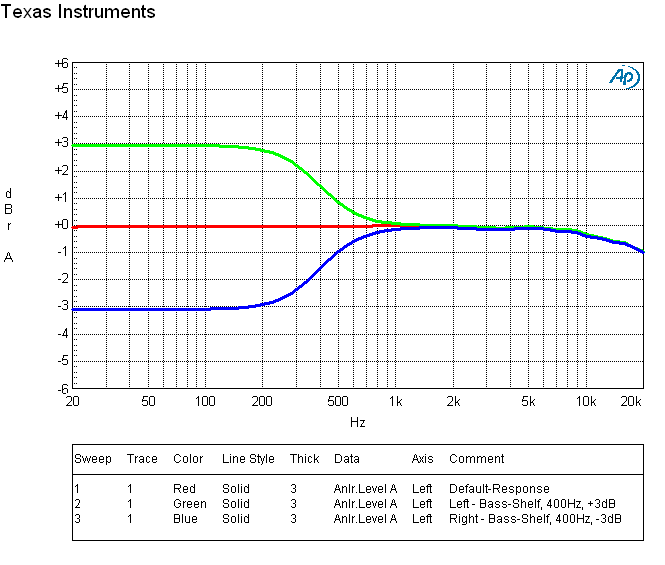 Texas Instruments
Ap
+6
+5
+4
+3
+2
+1
+0
-1
-2
-3
-4
-5
-6
d
B
r
A
20 50 100 200 500 1k 2k 5k 10k 20k
Hz
Sweep Trace Color Line Style Thick Data Axis Comment
1 1 Red Solid 3 Anlr.Level A Left Default-Response
2 1 Green Solid 3 Anlr.Level A Left Left - Bass-Shelf, 400Hz, +3dB
3 1 Blue Solid 3 Anlr.Level A Left Right - Bass-Shelf, 400Hz, -3dB